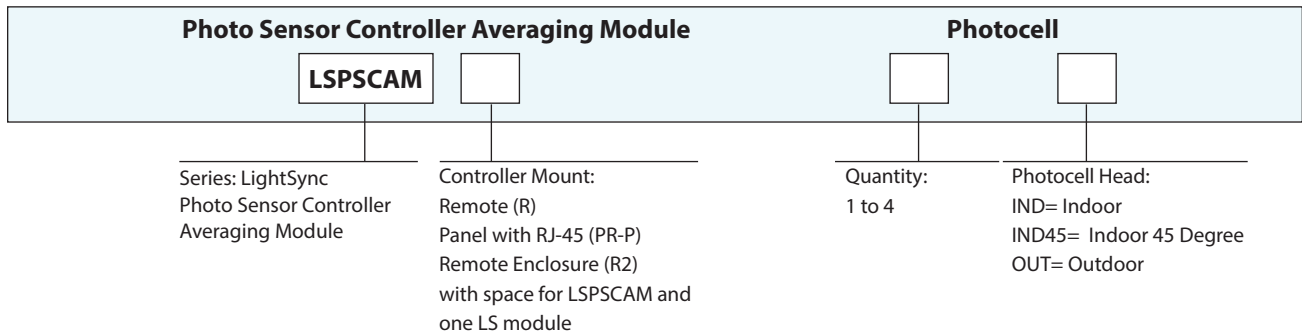 Photo Sensor Controller Averaging Module
Photocell
LSPSCAM
Series: LightSync
Photo Sensor Controller
Averaging Module
Controller Mount:
Remote (R)
Panel with RJ-45 (PR-P)
Remote Enclosure (R2)
with space for LSPSCAM and
one LS module
Quantity:
1 to 4
Photocell Head:
IND= Indoor
IND45= Indoor 45 Degree
OUT= Outdoor